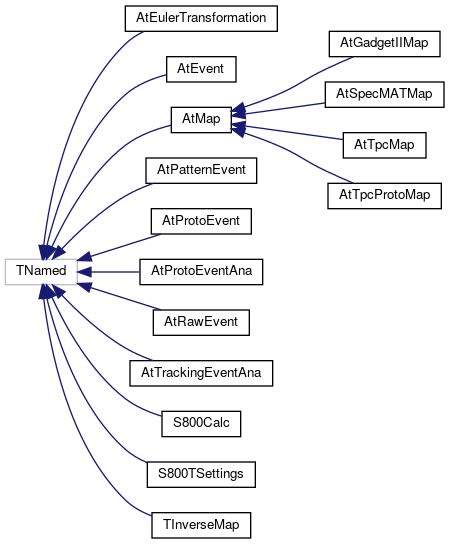 AtEulerTransformation
AtEvent
AtMap
AtGadgetIIMap
AtSpecMATMap
AtTpcMap
AtTpcProtoMap
AtPatternEvent
AtProtoEvent
TNamed
AtProtoEventAna
AtRawEvent
AtTrackingEventAna
S800Calc
S800TSettings
TInverseMap